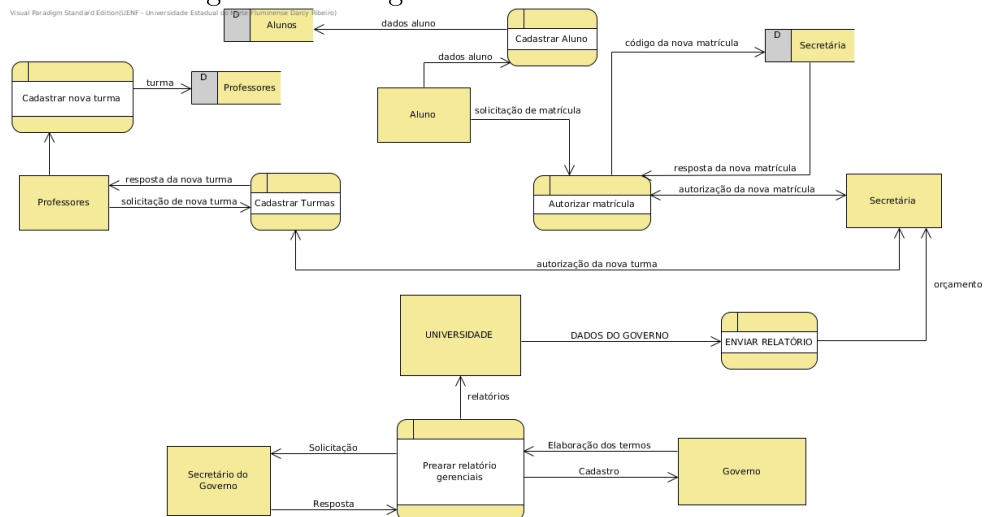 Visual Paradigm Standard Edition(UENF - Universidade Estadual do Norte Fluminense Darcy Ribeiro)
D
Alunos
dados aluno
Cadastrar Aluno
código da nova matrícula
D
Secretária
dados aluno
Cadastrar nova turma
turma
D
Professores
Aluno
solicitação de matrícula
resposta da nova matrícula
Professores
resposta da nova turma
solicitação de nova turma
Cadastrar Turmas
Autorizar matrícula
autorização da nova matrícula
Secretária
autorização da nova turma
orçamento
UNIVERSIDADE
DADOS DO GOVERNO
ENVIAR RELATÓRIO
relatórios
Secretário do
Governo
Solicitação
Resposta
Prearar relatório
gerenciais
Elaboração dos termos
Cadastro
Governo